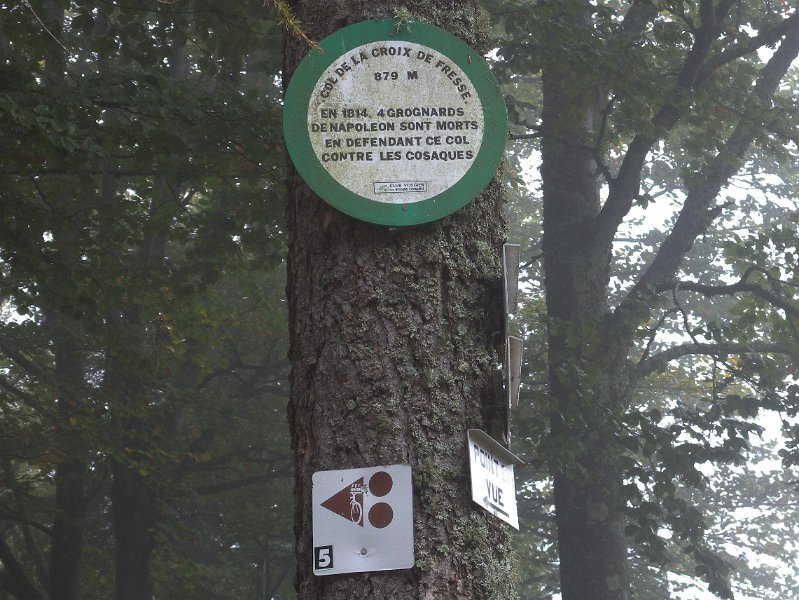 COL DE LA CROIX DE FRESSE.
879 M
EN 1814, 4 GROGNARDS
DE NAPOLEON SONT MORTS
EN DEFENDANT CE COL
CONTRE LES COSAQUES
CLUB VOSGIEN
POINT
VUE
5